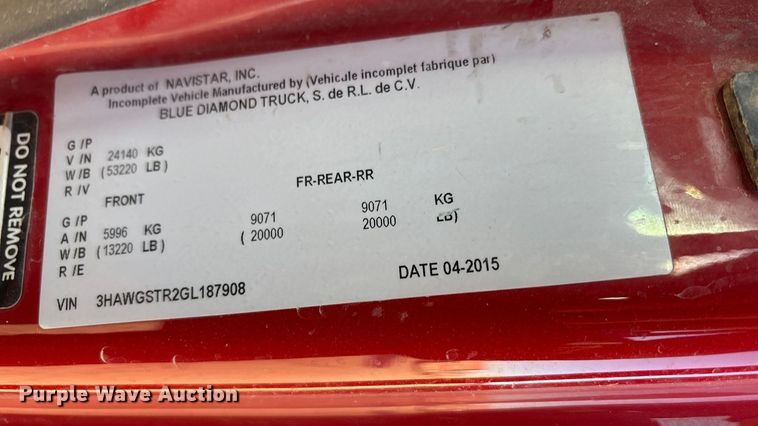 A product of NAVISTAR, INC.
Incomplete Vehicle Manufactured by (Vehicule incomplet fabrique par)
BLUE DIAMOND TRUCK, S. de R.L. de C.V.
G /P
V /N 24140 KG
W/B (53220 LB)
R /V
FRONT FR-REAR-RR
G /P
A /N 5996 KG 9071 9071 KG
W/B (13220 LB) ( 20000 20000 LB)
R /E
VIN 3HAWGSTR2GL187908 DATE 04-2015
DO NOT REMOVE
Purple Wave Auction